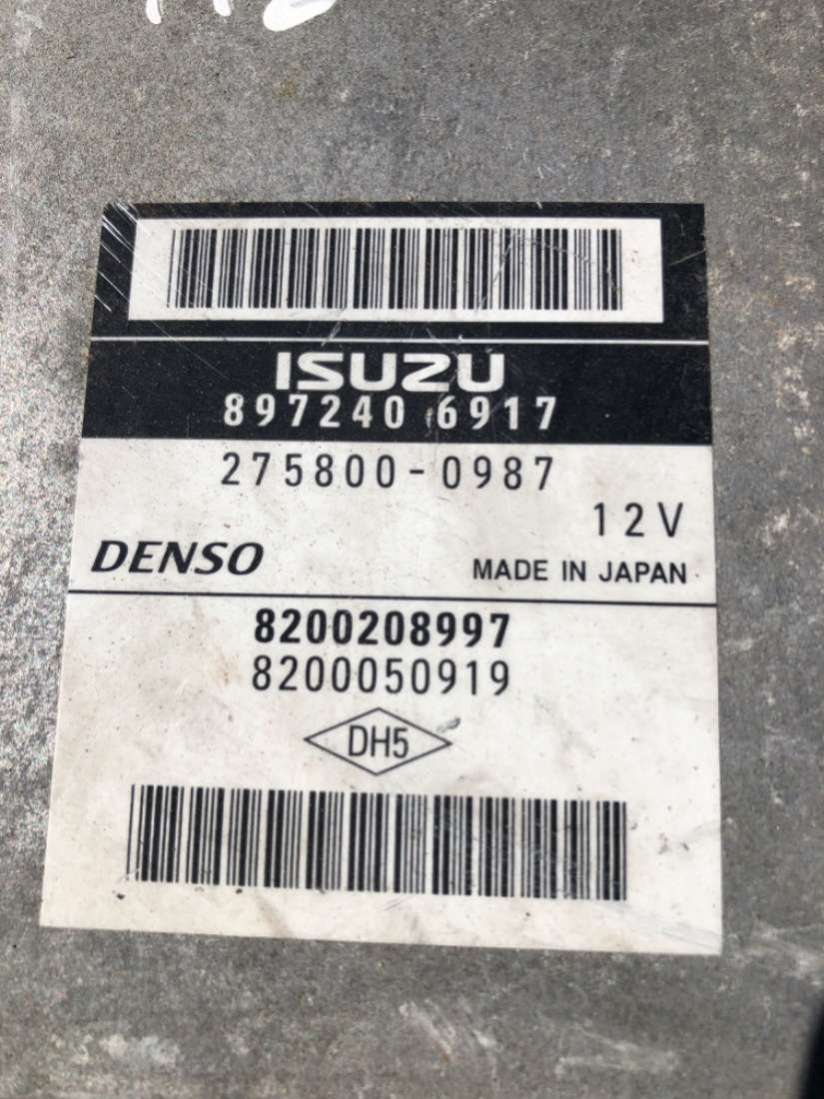 ISUZU
897240 6917
275800-0987
12V
DENSO MADE IN JAPAN
8200208997
8200050919
DH5